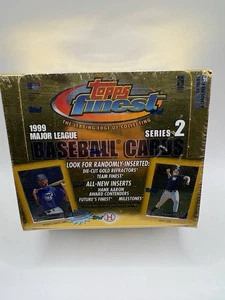 Topps
Finest
THE CUTTING EDGE OF COLLECTING
1999
MAJOR LEAGUE
SERIES 2
BASEBALL CARDS
LOOK FOR RANDOMLY-INSERTED:
DIE-CUT GOLD REFRACTORS
TEAM FINEST
ALL-NEW INSERTS
HANK AARON
AWARD CONTENDERS
FUTURE'S FINEST
MILESTONES
Topps